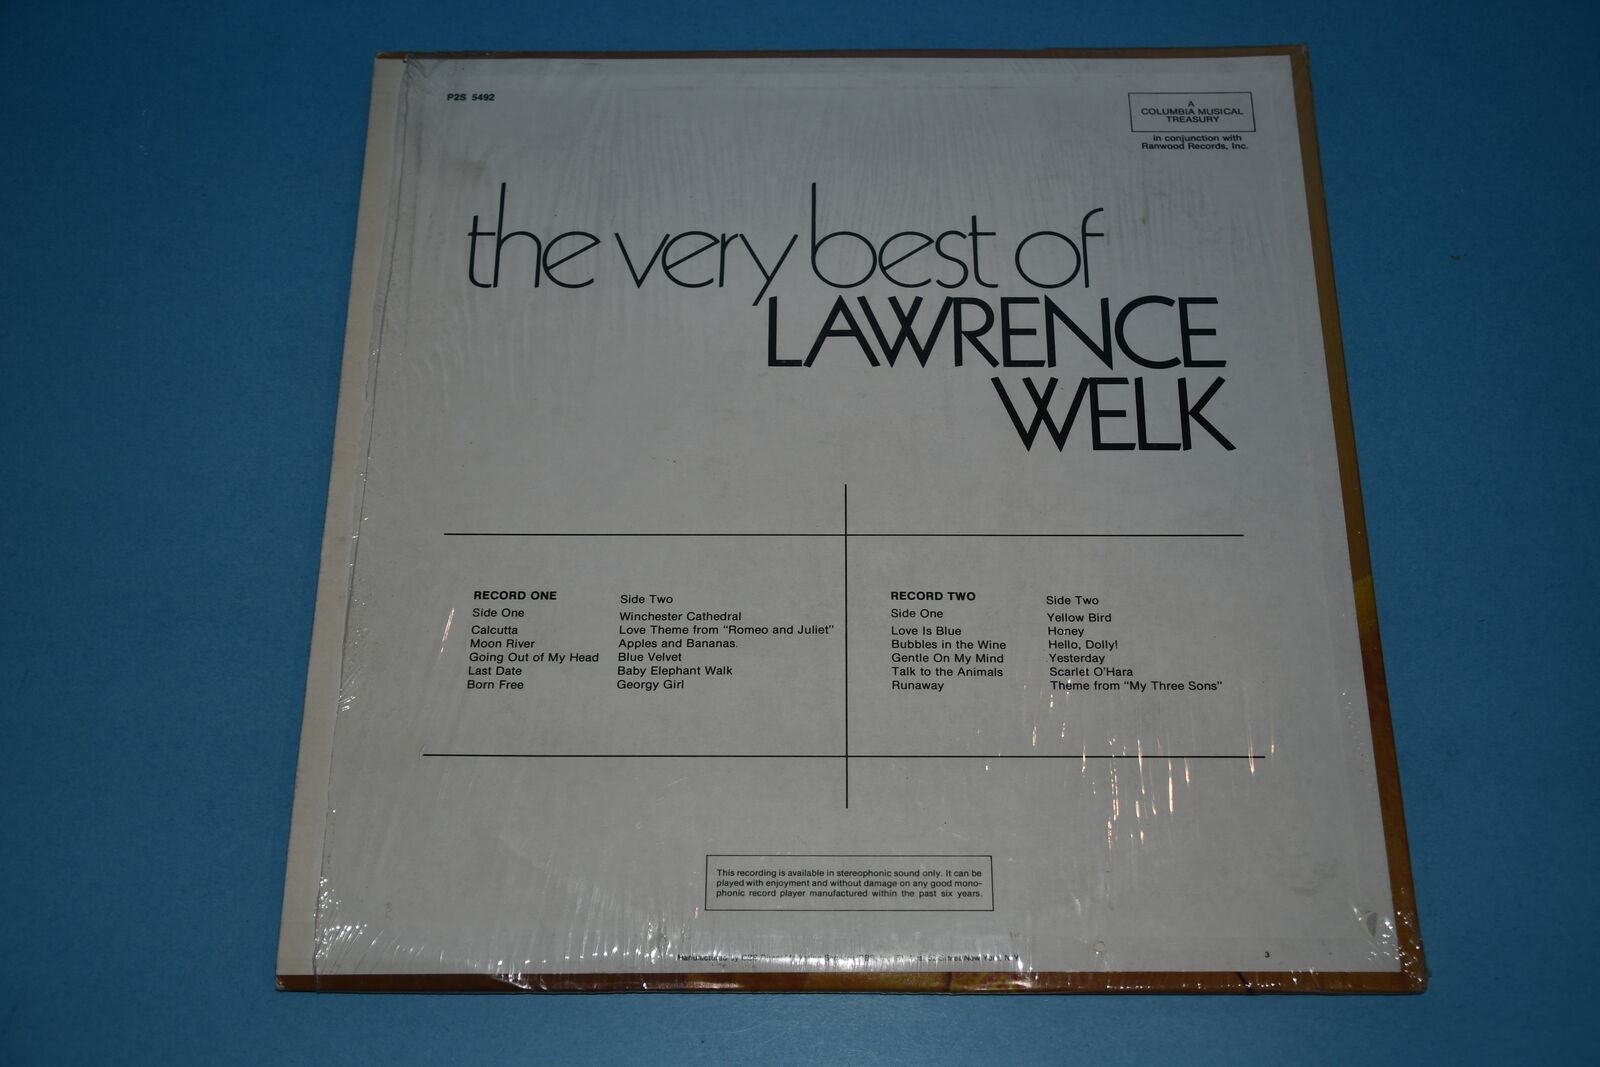 P2S 5492
A
COLUMBIA MUSICAL
TREASURY
in conjunction with
Ranwood Records, Inc.
the very best of
LAWRENCE
WELK
RECORD ONE
Side One
Calcutta
Moon River
Going Out of My Head
Last Date
Born Free
Side Two
Winchester Cathedral
Love Theme from “Romeo and Juliet”
Apples and Bananas
Blue Velvet
Baby Elephant Walk
Georgy Girl
RECORD TWO
Side One
Love Is Blue
Bubbles in the Wine
Gentle On My Mind
Talk to the Animals
Runaway
Side Two
Yellow Bird
Honey
Hello, Dolly!
Yesterday
Scarlet O'Hara
Theme from “My Three Sons”
This recording is available in stereophonic sound only. It can be
played with enjoyment and without damage on any good mono-
phonic record player manufactured within the past six years.
Manufactured by New York, N.Y.
3